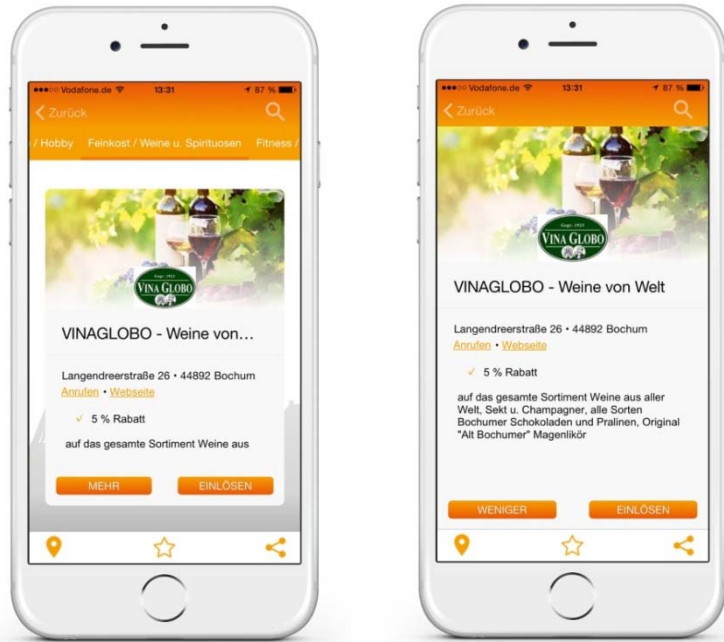 Vodafone.de 13:31 87 %
Zurück
/ Hobby Feinkost / Weine u. Spirituosen Fitness /
Gegr. 1925
VINA GLOBO
VINAGLOBO - Weine von…
Langendreerstraße 26 • 44892 Bochum
Anrufen • Webseite
5 % Rabatt
auf das gesamte Sortiment Weine aus
MEHR EINLÖSEN
Vodafone.de 13:31 87 %
Zurück
VINA GLOBO
VINAGLOBO - Weine von Welt
Langendreerstraße 26 • 44892 Bochum
Anrufen • Webseite
5 % Rabatt
auf das gesamte Sortiment Weine aus aller
Welt, Sekt u. Champagner, alle Sorten
Bochumer Schokoladen und Pralinen, Original
"Alt Bochumer" Magenlikör
WENIGER EINLÖSEN